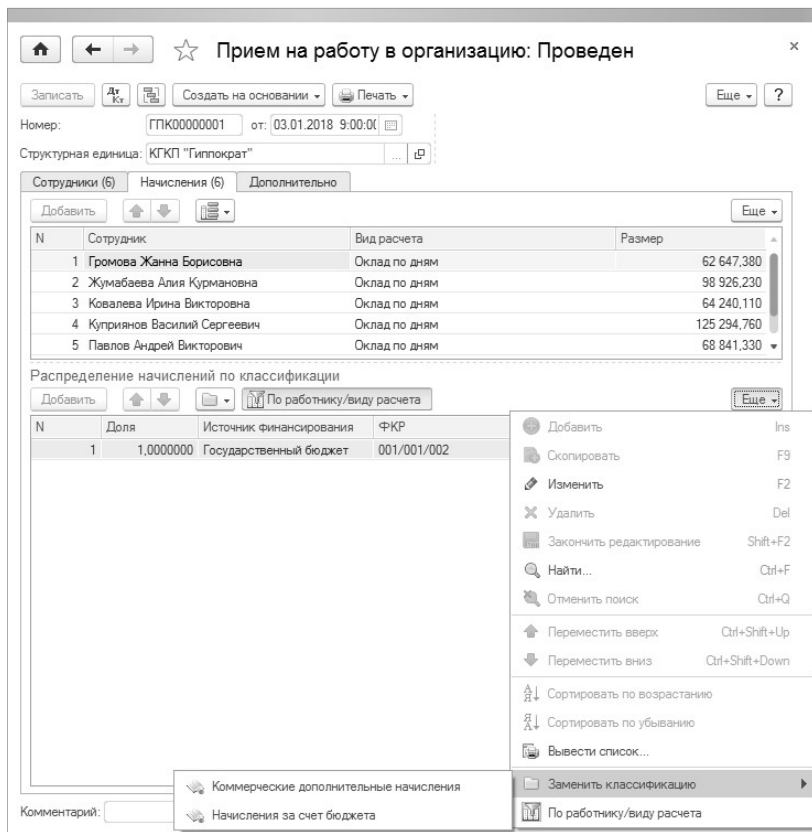 Прием на работу в организацию: Проведен
Записать Дт Кт Создать на основании Печать Еще ?
Номер: ГПК00000001 от: 03.01.2018 9:00:0
Структурная единица: КГКП "Гиппократ" ...
Сотрудники (6) Начисления (6) Дополнительно
Добавить Еще
N Сотрудник Вид расчета Размер
1 Громова Жанна Борисовна Оклад по дням 62 647,380
2 Жумабаева Алия Курмановна Оклад по дням 98 926,230
3 Ковалева Ирина Викторовна Оклад по дням 64 240,110
4 Куприянов Василий Сергеевич Оклад по дням 125 294,760
5 Павлов Андрей Викторович Оклад по дням 68 841,330
Распределение начислений по классификации
Добавить По работнику/виду расчета Еще
N Доля Источник финансирования ФКР
1 1,0000000 Государственный бюджет 001/001/002
Добавить Ins
Скопировать F9
Изменить F2
Удалить Del
Закончить редактирование Shift+F2
Найти... Ctrl+F
Отменить поиск Ctrl+Q
Переместить вверх Ctrl+Shift+Up
Переместить вниз Ctrl+Shift+Down
Сортировать по возрастанию
Сортировать по убыванию
Вывести список...
Заменить классификацию
По работнику/виду расчета
Коммерческие дополнительные начисления
Начисления за счет бюджета
Комментарий: